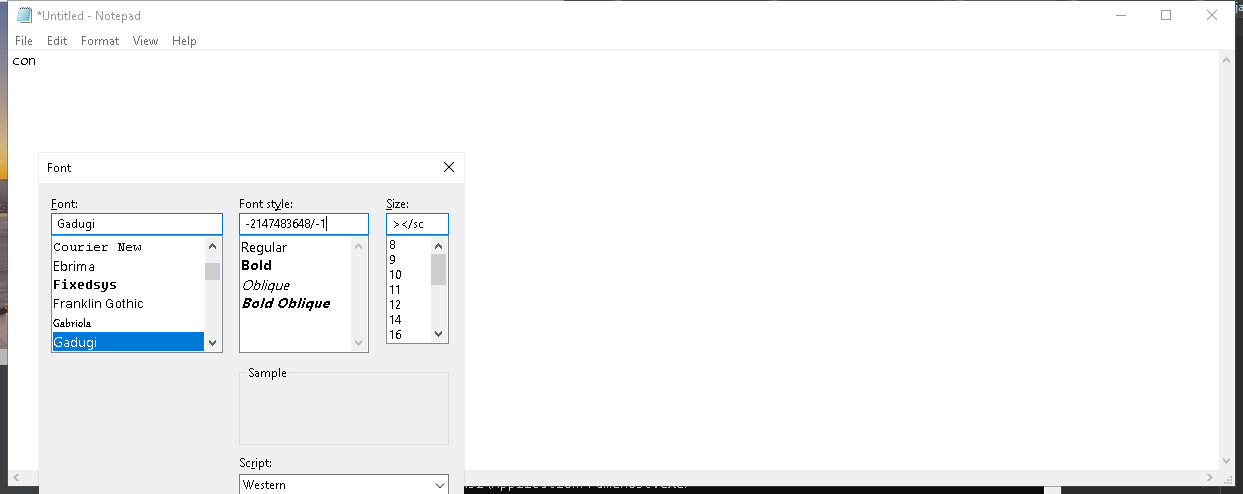 *Untitled - Notepad
File Edit Format View Help
con
Font
Font: Font style: Size:
Gadugi -2147483648/-1 ></sc
Courier New Regular 8
Ebrima Bold 9
Fixedsys Oblique 10
Franklin Gothic Bold Oblique 11
Gabriola 12
Gadugi 14
16
Sample
Script:
Western